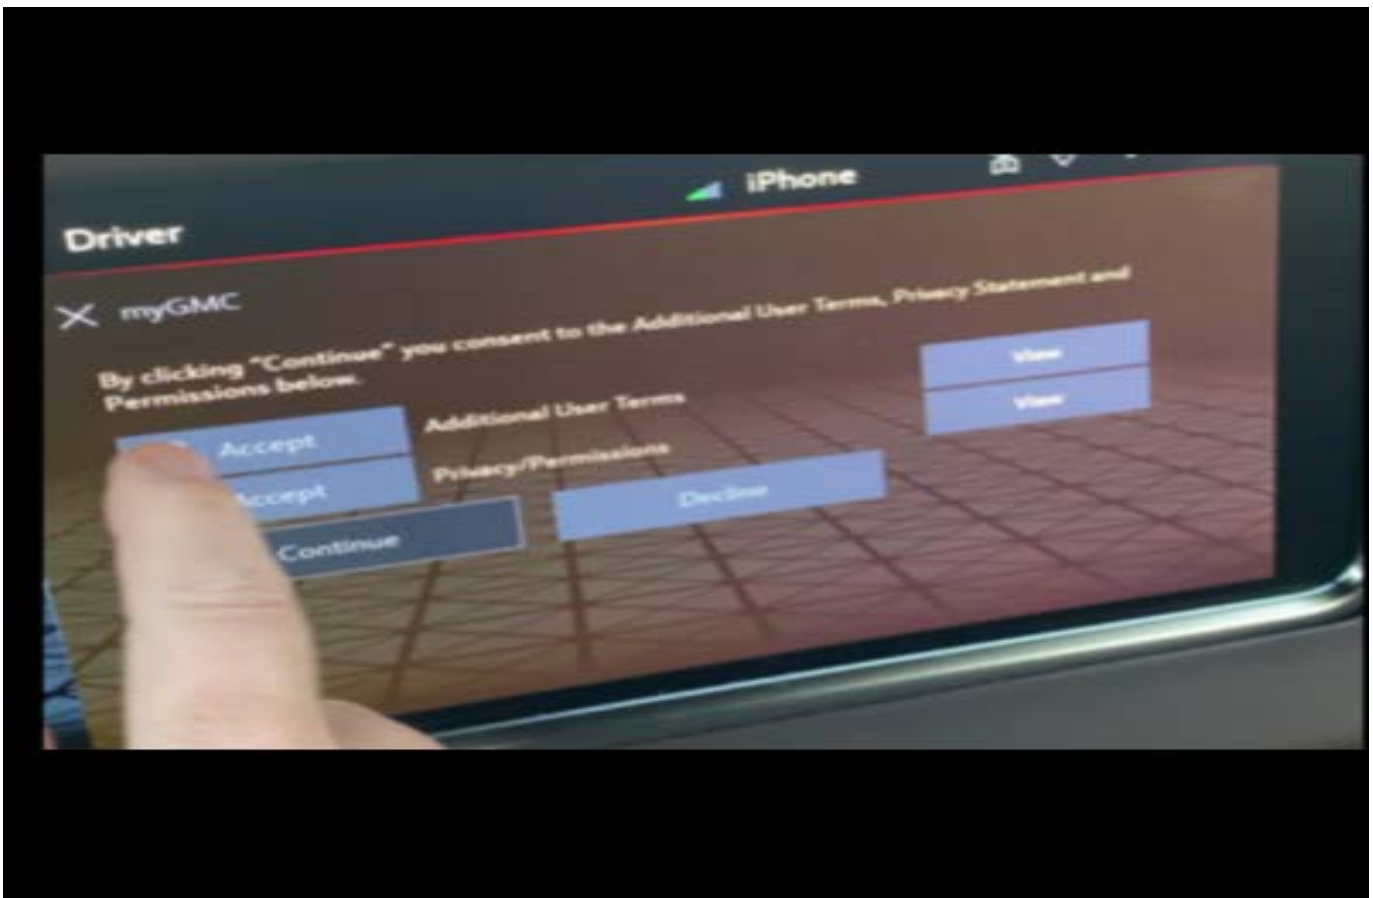 iPhone
Driver
myGMC
By clicking "Continue" you consent to the Additional User Terms, Privacy Statement and
Permissions below.
Accept Additional User Terms View
Accept Privacy/Permissions View
Continue Decline